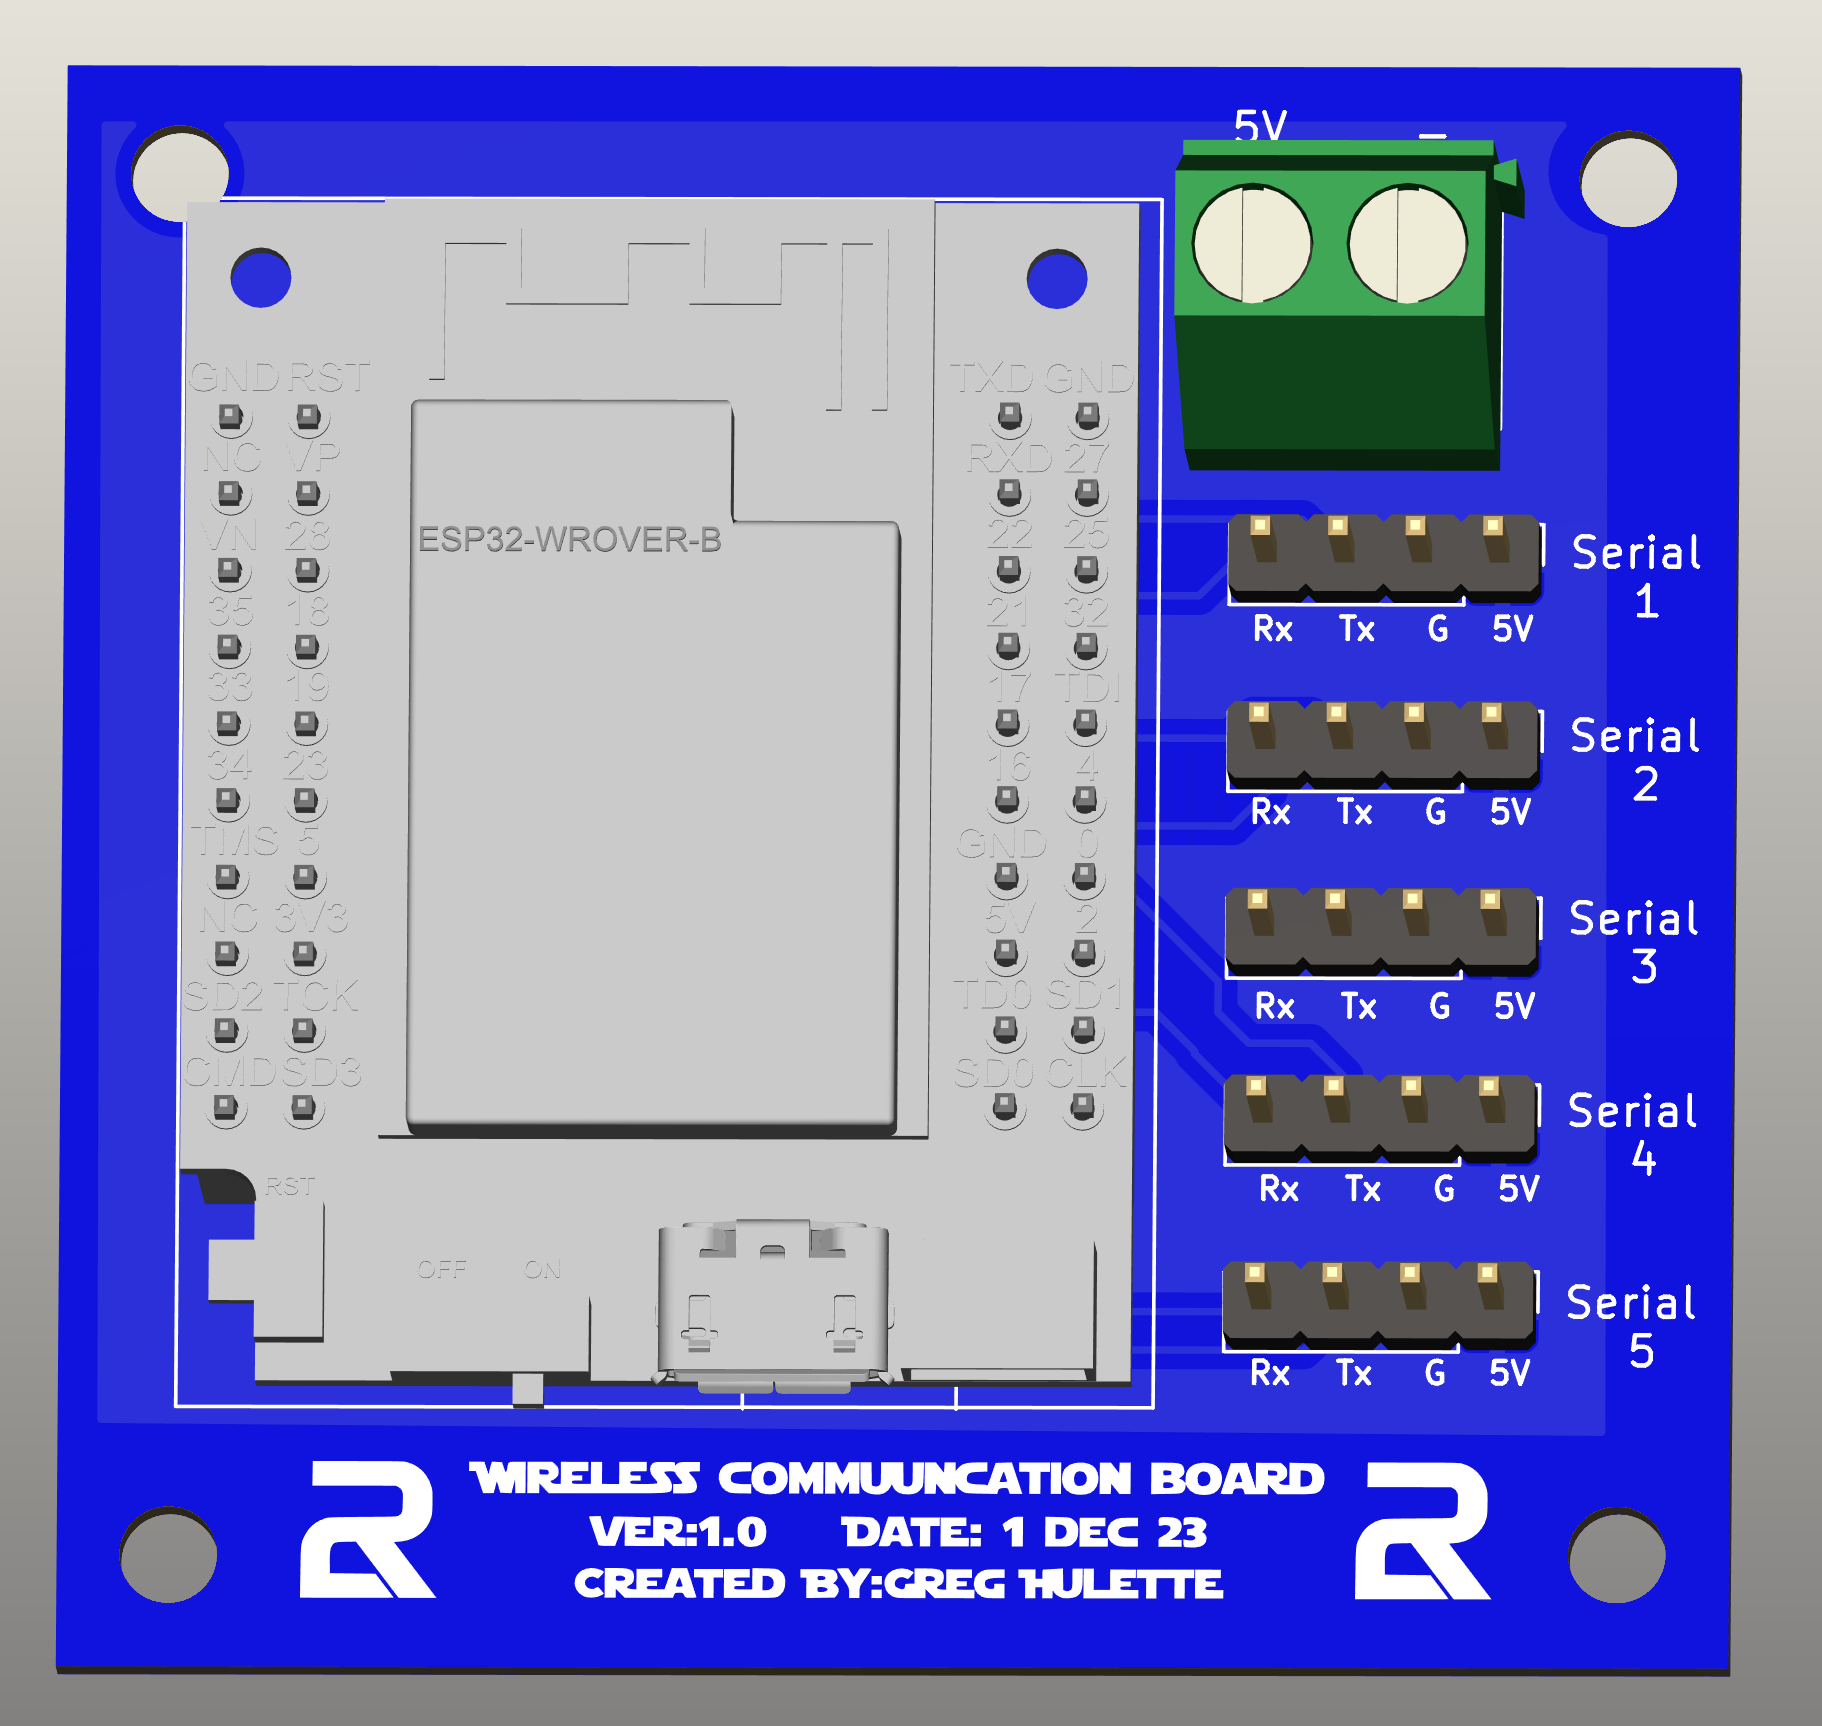 5V –
GND RST TXD GND
NC VP RXD 27
VN 28 22 25
35 18 21 32
33 19 17 TDI
34 23 16 4
TMS 5 GND 0
NC 3V3 5V 2
SD2 TCK TD0 SD1
CMD SD3 SD0 CLK
ESP32-WROVER-B
RST
OFF ON
Serial 1
Rx Tx G 5V
Serial 2
Rx Tx G 5V
Serial 3
Rx Tx G 5V
Serial 4
Rx Tx G 5V
Serial 5
Rx Tx G 5V
WIRELESS COMMUUNCATION BOARD
VER:1.0 DATE: 1 DEC 23
CREATED BY:GREG HULETTE